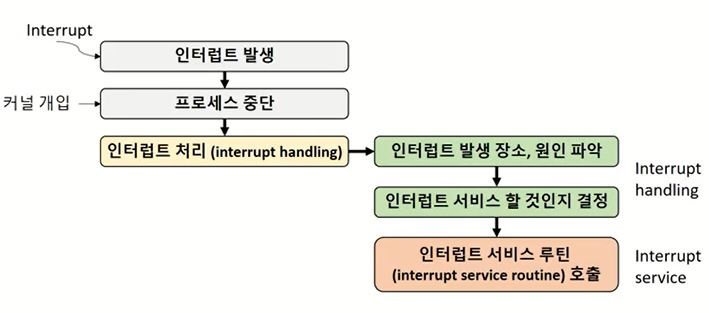 Interrupt
인터럽트 발생
커널 개입
프로세스 중단
인터럽트 처리 (interrupt handling)
인터럽트 발생 장소, 원인 파악
인터럽트 서비스 할 것인지 결정
Interrupt
handling
인터럽트 서비스 루틴
(interrupt service routine) 호출
Interrupt
service